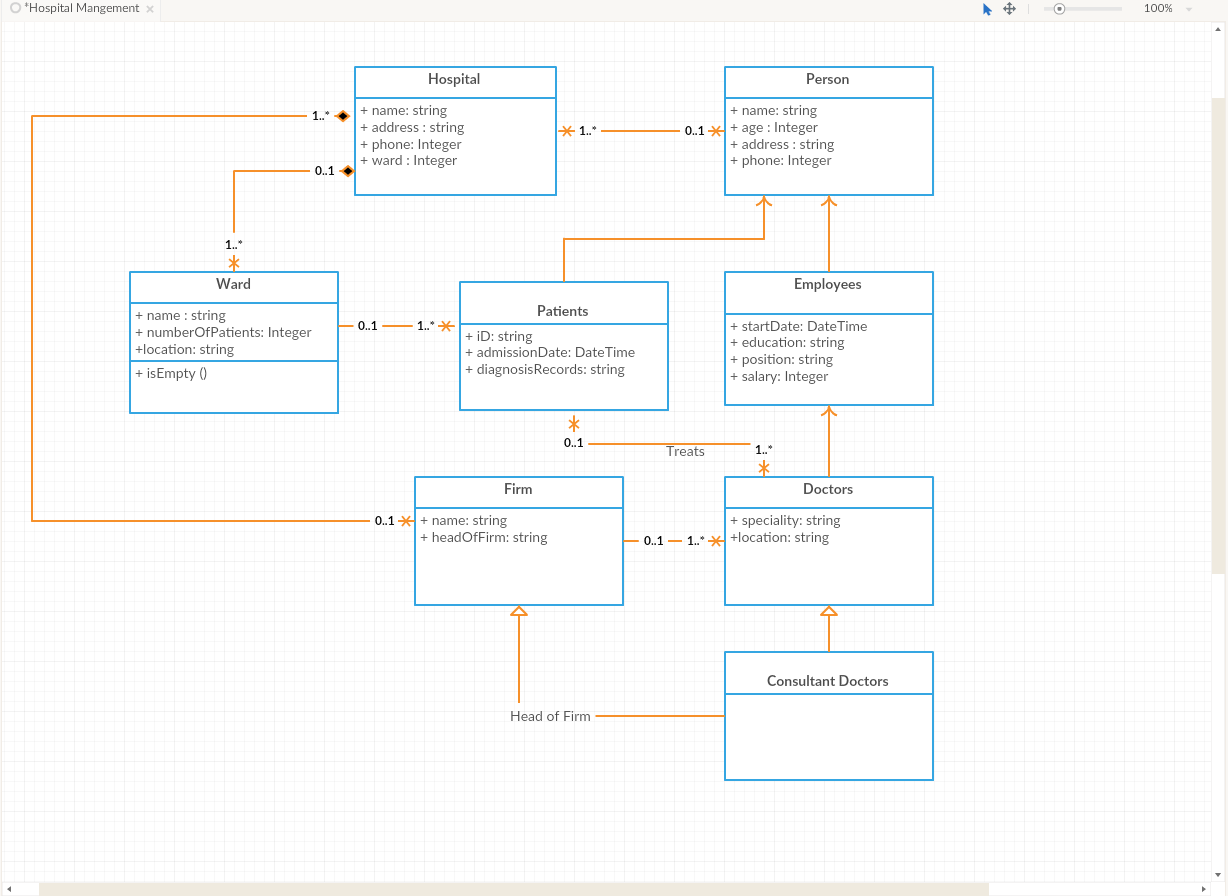 *Hospital Mangement
100%
Hospital
+ name: string
+ address : string
+ phone: Integer
+ ward : Integer
Person
+ name: string
+ age : Integer
+ address : string
+ phone: Integer
1..*
1..*
0..1
0..1
1..*
Ward
+ name : string
+ numberOfPatients: Integer
+location: string
+ isEmpty ()
0..1
1..*
Patients
+ iD: string
+ admissionDate: DateTime
+ diagnosisRecords: string
Employees
+ startDate: DateTime
+ education: string
+ position: string
+ salary: Integer
0..1
Treats
1..*
0..1
Firm
+ name: string
+ headOfFirm: string
0..1
1..*
Doctors
+ speciality: string
+location: string
Consultant Doctors
Head of Firm